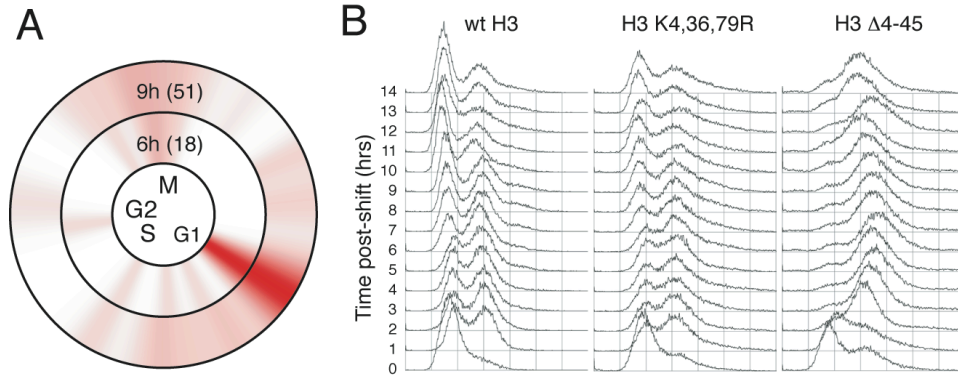 A
9h (51)
6h (18)
M
G2
S
G1
B
wt H3
H3 K4,36,79R
H3 Δ4-45
Time post-shift (hrs)
14
13
12
11
10
9
8
7
6
5
4
3
2
1
0